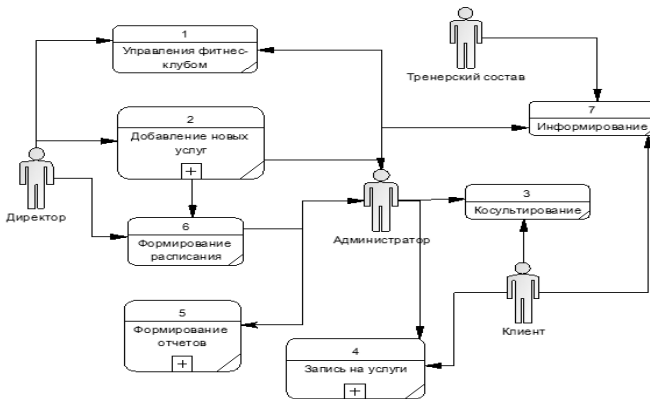 1
Управления фитнес-
клубом
Тренерский состав
2
Добавление новых
услуг
7
Информирование
Директор
6
Формирование
расписания
Администратор
3
Косультирование
5
Формирование
отчетов
Клиент
4
Запись на услуги